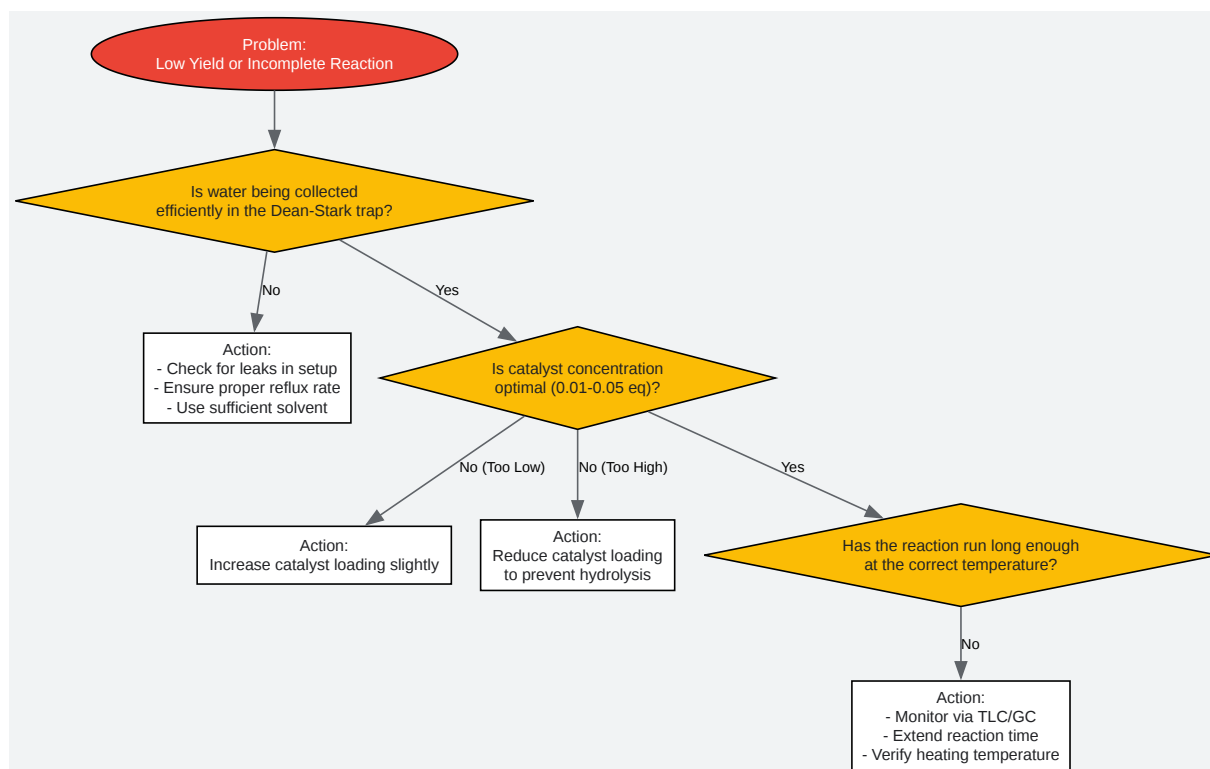 Problem:
Low Yield or Incomplete Reaction
Is water being collected
efficiently in the Dean-Stark trap?
No
Yes
Action:
- Check for leaks in setup
- Ensure proper reflux rate
- Use sufficient solvent
Is catalyst concentration
optimal (0.01-0.05 eq)?
No (Too Low)
No (Too High)
Yes
Action:
Increase catalyst loading slightly
Action:
Reduce catalyst loading
to prevent hydrolysis
Has the reaction run long enough
at the correct temperature?
No
Action:
- Monitor via TLC/GC
- Extend reaction time
- Verify heating temperature